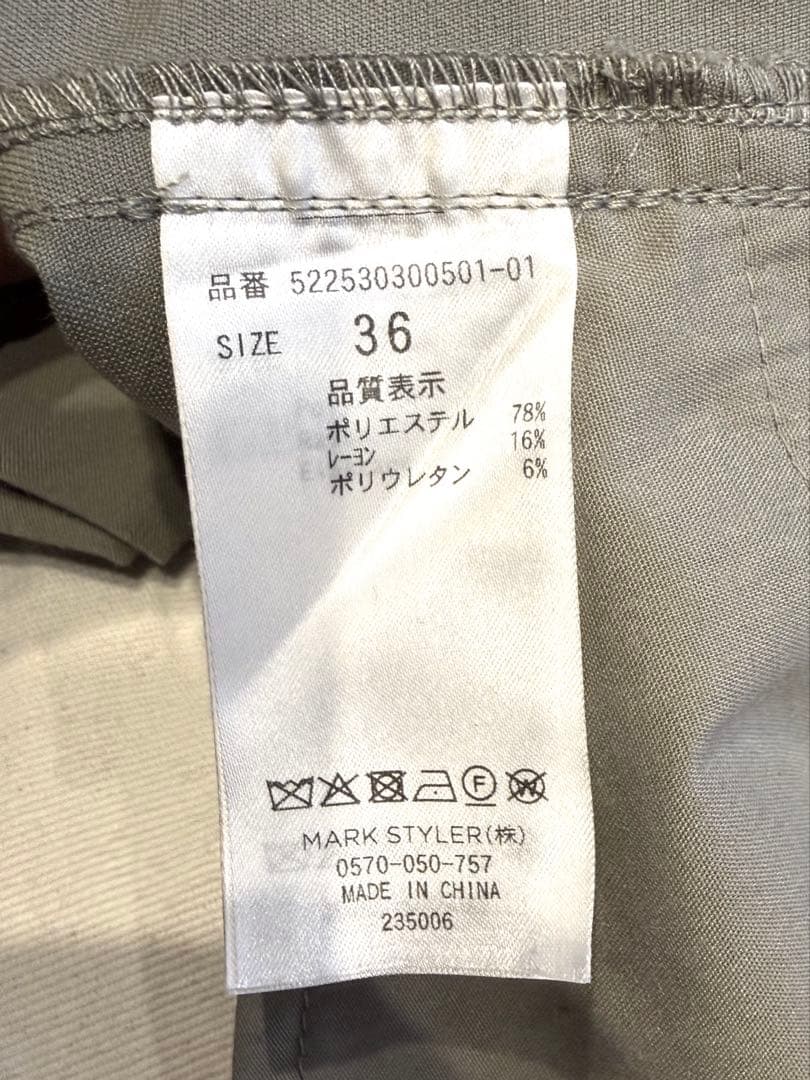 品番 522530300501-01
SIZE 36
品質表示
ポリエステル 78%
レーヨン 16%
ポリウレタン 6%
F W
MARK STYLER(株)
0570-050-757
MADE IN CHINA
235006